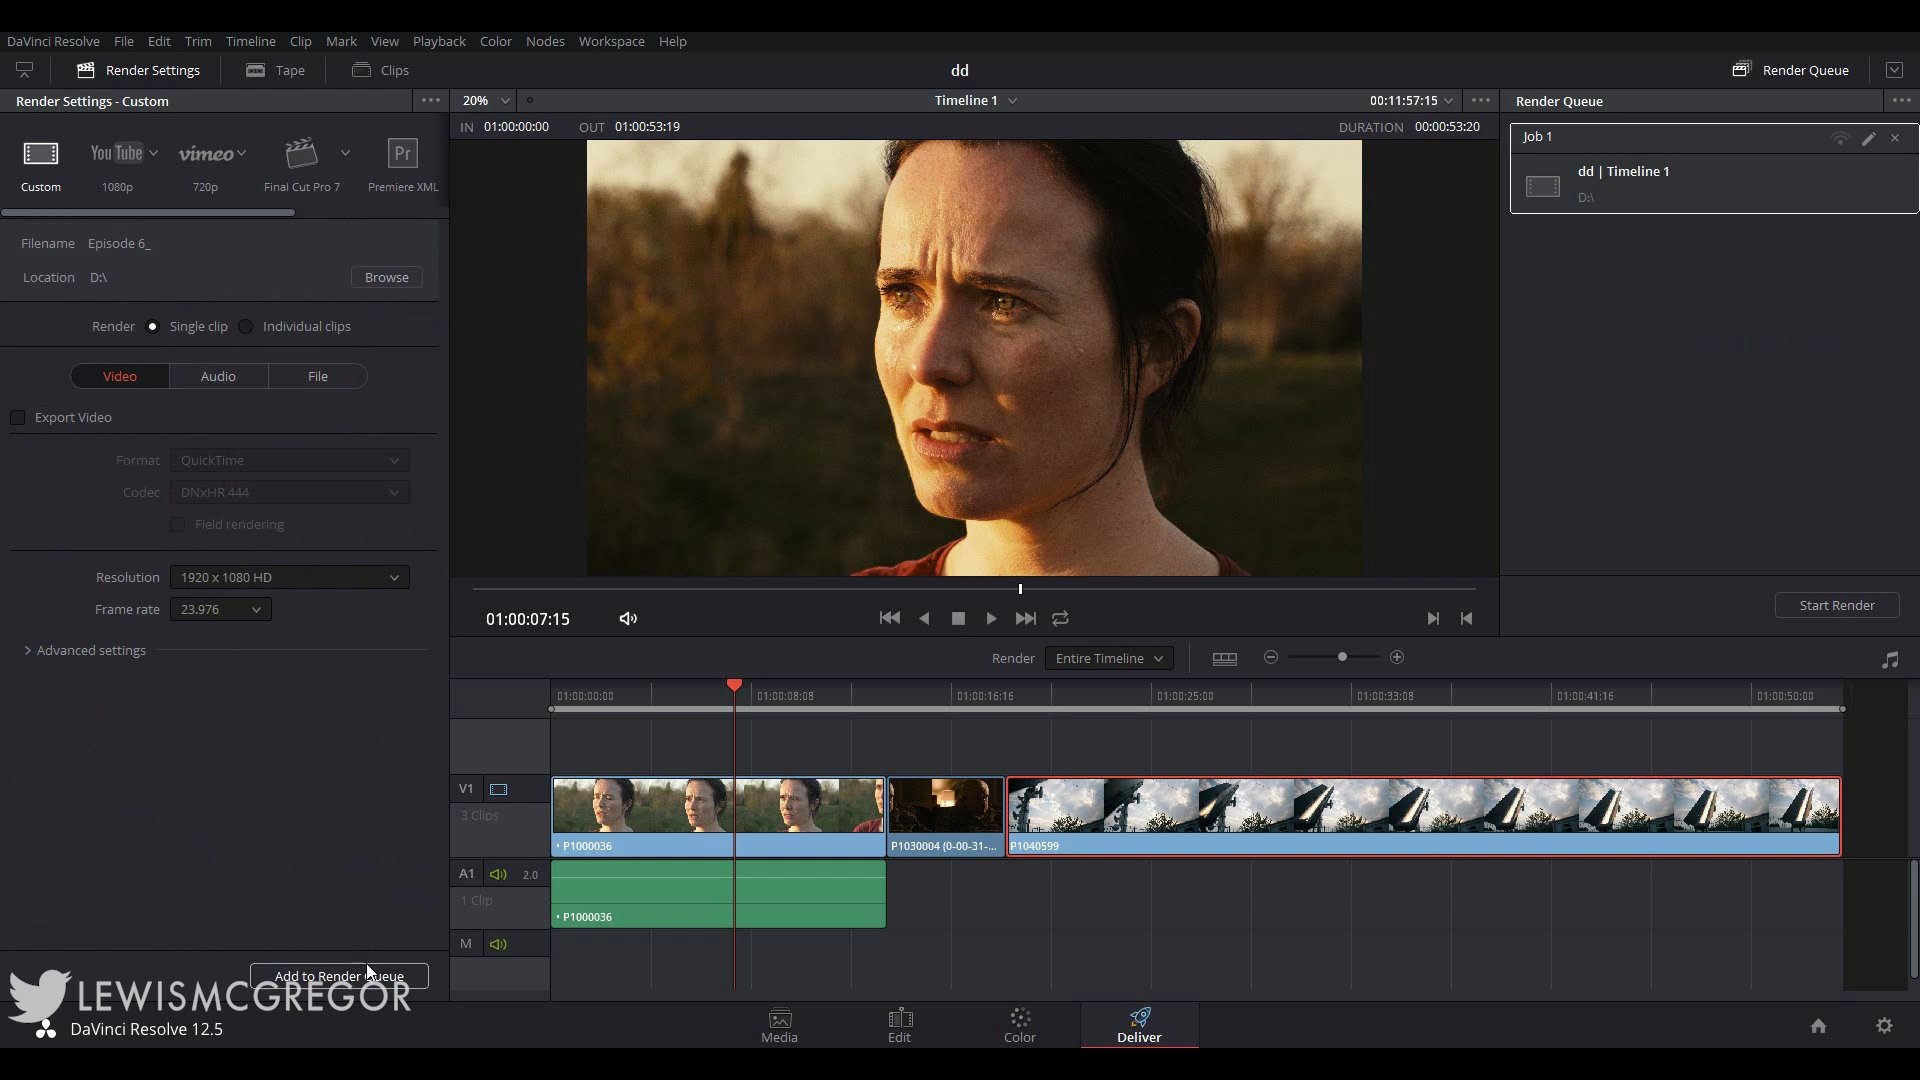 DaVinci Resolve File Edit Trim Timeline Clip Mark View Playback Color Nodes Workspace Help
Render Settings Tape Clips dd Render Queue
Render Settings - Custom 20% Timeline 1 00:11:57:15 Render Queue
IN 01:00:00:00 OUT 01:00:53:19 DURATION 00:00:53:20
Job 1
You Tube vimeo Pr
Custom 1080p 720p Final Cut Pro 7 Premiere XML
dd | Timeline 1
D:\
Filename Episode 6_
Location D:\ Browse
Render Single clip Individual clips
Video Audio File
Export Video
Format QuickTime
Codec DNxHR 444
Field rendering
Resolution 1920 x 1080 HD
Frame rate 23.976
Advanced settings
01:00:07:15
Start Render
Render Entire Timeline
01:00:00:00 01:00:08:08 01:00:16:16 01:00:25:00 01:00:33:08 01:00:41:16 01:00:50:00
V1
3 Clips
• P1000036 P1030004 (0-00-31-... P1040599
A1 2.0
1 Clip
• P1000036
M
Add to Render Queue
LEWISMCGREGOR
DaVinci Resolve 12.5
Media Edit Color Deliver